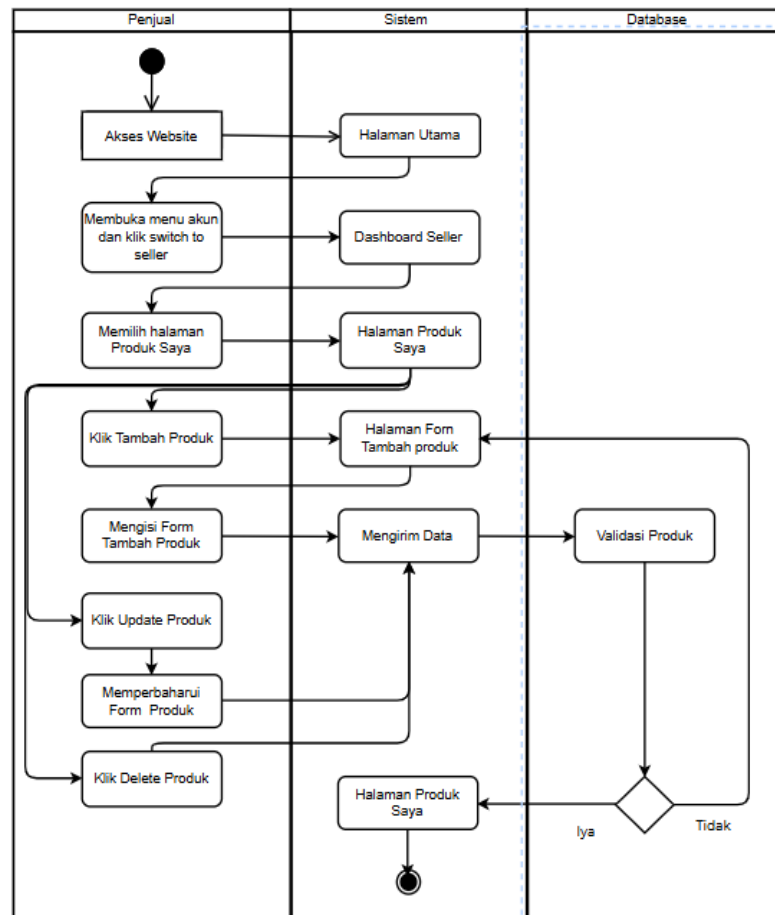 Penjual
Sistem
Database
Akses Website
Halaman Utama
Membuka menu akun
dan klik switch to
seller
Dashboard Seller
Memilih halaman
Produk Saya
Halaman Produk
Saya
Klik Tambah Produk
Halaman Forn
Tambah produk
Mengisi Form
Tambah Produk
Mengirim Data
Validasi Produk
Klik Update Produk
Memperbaharui
Form Produk
Klik Delete Produk
Halaman Produk
Saya
Iya
Tidak